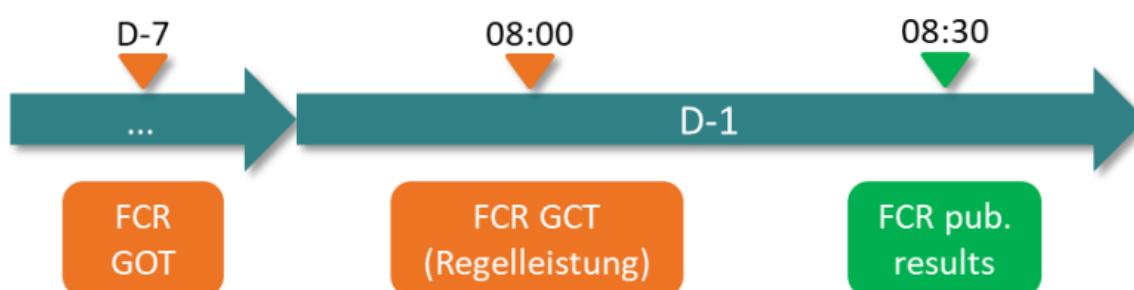 D-7
08:00
08:30
...
D-1
FCR
GOT
FCR GCT
(Regelleistung)
FCR pub.
results